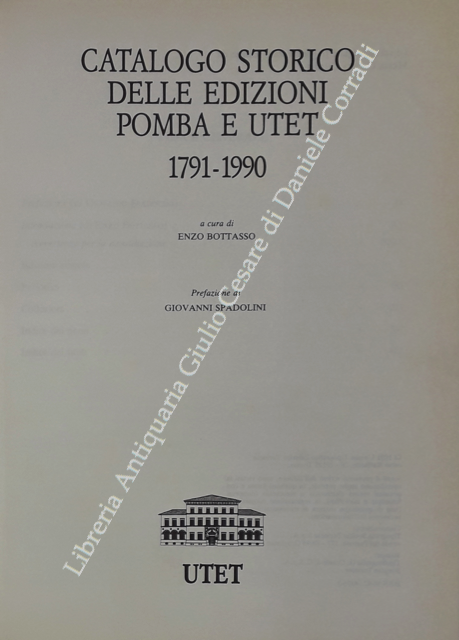 CATALOGO STORICO
DELLE EDIZIONI
POMBA E UTET
1791-1990
a cura di
ENZO BOTTASSO
Prefazione di
GIOVANNI SPADOLINI
UTET
Libreria Antiquaria Giulio Cesare di Daniele Corradi